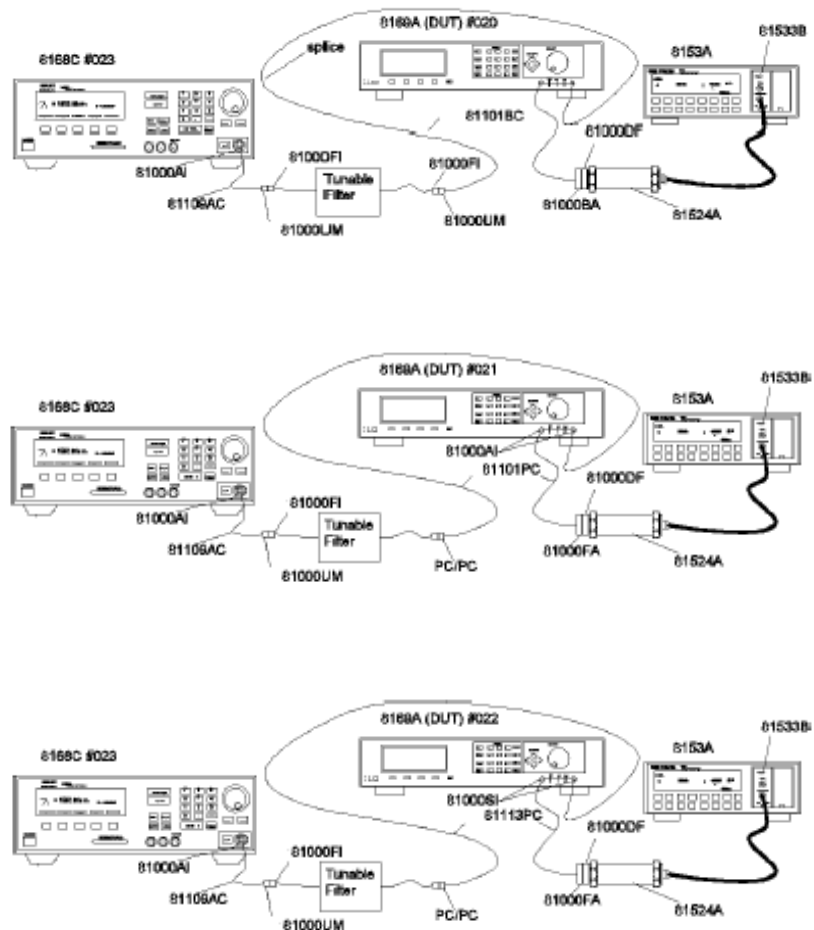 8169A (DUT) #020
81533B
8168C #023
splice
8153A
81101BC
81000AI
81000FI
81000FI
81000DF
Tunable
Filter
81109AC
81000UM
81000UM
81000BA
81524A
8169A (DUT) #021
81533B
8168C #023
8153A
81000AI
81101PC
81000AI
81000FI
81000DF
Tunable
Filter
81109AC
81000UM
PC/PC
81000FA
81524A
8169A (DUT) #022
81533B
8168C #023
8153A
81000SI
81113PC
81000AI
81000FI
81000DF
Tunable
Filter
81109AC
81000UM
PC/PC
81000FA
81524A